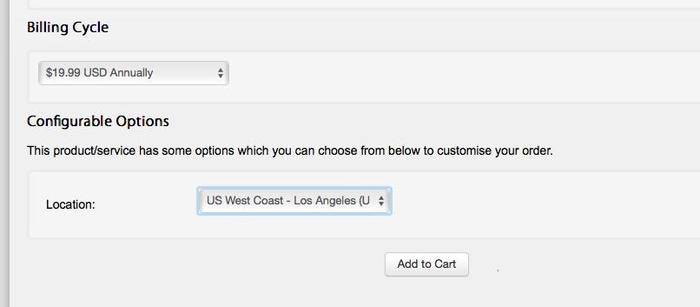 Billing Cycle
$19.99 USD Annually
Configurable Options
This product/service has some options which you can choose from below to customise your order.
Location:
US West Coast - Los Angeles (U
Add to Cart